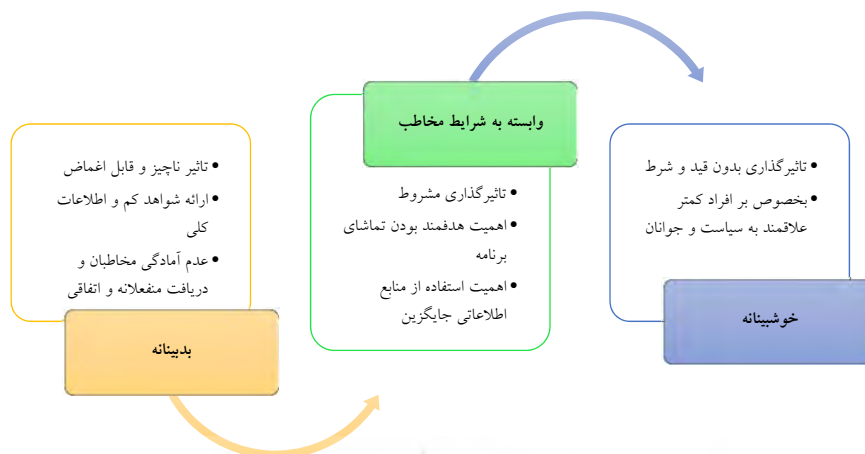 تاثیر ناچیز و قابل اغماض
ارائه شواهد کم و اطلاعات
کلی
عدم آمادگی مخاطبان و
دریافت منفعلانه و اتفاقی
بدبینانه
وابسته به شرایط مخاطب
تاثیرگذاری مشروط
اهمیت هدفمند بودن تماشای
برنامه
اهمیت استفاده از منابع
اطلاعاتی جایگزین
تاثیرگذاری بدون قید و شرط
بخصوص بر افراد کمتر
علاقمند به سیاست و جوانان
خوشبینانه